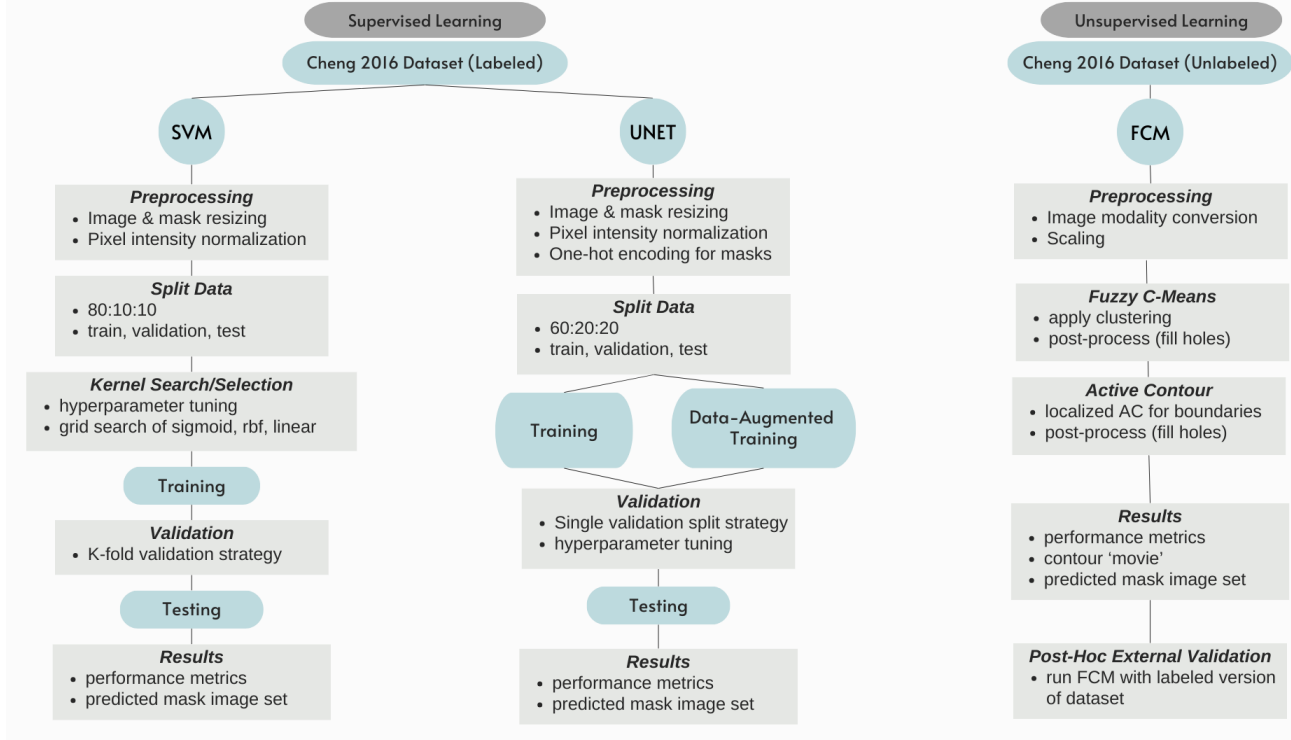 Supervised Learning
Cheng 2016 Dataset (Labeled)
SVM
Preprocessing
• Image & mask resizing
• Pixel intensity normalization
Split Data
• 80:10:10
• train, validation, test
Kernel Search/Selection
• hyperparameter tuning
• grid search of sigmoid, rbf, linear
Training
Validation
• K-fold validation strategy
Testing
Results
• performance metrics
• predicted mask image set
UNET
Preprocessing
• Image & mask resizing
• Pixel intensity normalization
• One-hot encoding for masks
Split Data
• 60:20:20
• train, validation, test
Training
Data-Augmented
Training
Validation
• Single validation split strategy
• hyperparameter tuning
Testing
Results
• performance metrics
• predicted mask image set
Unsupervised Learning
Cheng 2016 Dataset (Unlabeled)
FCM
Preprocessing
• Image modality conversion
• Scaling
Fuzzy C-Means
• apply clustering
• post-process (fill holes)
Active Contour
• localized AC for boundaries
• post-process (fill holes)
Results
• performance metrics
• contour ‘movie’
• predicted mask image set
Post-Hoc External Validation
• run FCM with labeled version
of dataset